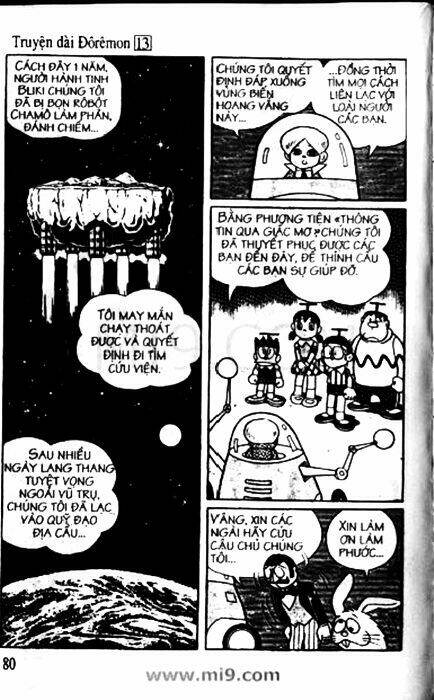 Truyện dài Đôrêmon 13
CÁCH ĐÂY 1 NĂM,
NGƯỜI HÀNH TINH
BLIKI CHÚNG TÔI
ĐÃ BỊ BỌN RÔBÔT
CHAMÔ LÀM PHẢN,
ĐÁNH CHIẾM...
TÔI MAY MẮN
CHẠY THOÁT
ĐƯỢC VÀ QUYẾT
ĐỊNH ĐI TÌM
CỨU VIỆN.
SAU NHIỀU
NGÀY LANG THANG
TUYỆT VỌNG
NGOÀI VŨ TRỤ,
CHÚNG TÔI ĐÃ LẠC
VÀO QUỸ ĐẠO
ĐỊA CẦU...
CHÚNG TÔI QUYẾT
ĐỊNH ĐÁP XUỐNG
VÙNG BIỂN
HOANG VẮNG
NÀY...
...ĐỒNG THỜI
TÌM MỌI CÁCH
LIÊN LẠC VỚI
LOÀI NGƯỜI
CÁC BẠN.
BẰNG PHƯƠNG TIỆN «THÔNG
TIN QUA GIẤC MƠ» CHÚNG TÔI
ĐÃ THUYẾT PHỤC ĐƯỢC CÁC
BẠN ĐẾN ĐÂY, ĐỂ THỈNH CẦU
CÁC BẠN SỰ GIÚP ĐỠ.
VÂNG, XIN CÁC
NGÀI HÃY CỨU
CẬU CHỦ CHÚNG
TÔI...
XIN LÀM
ƠN LÀM
PHƯỚC...
80
www.mi9.com